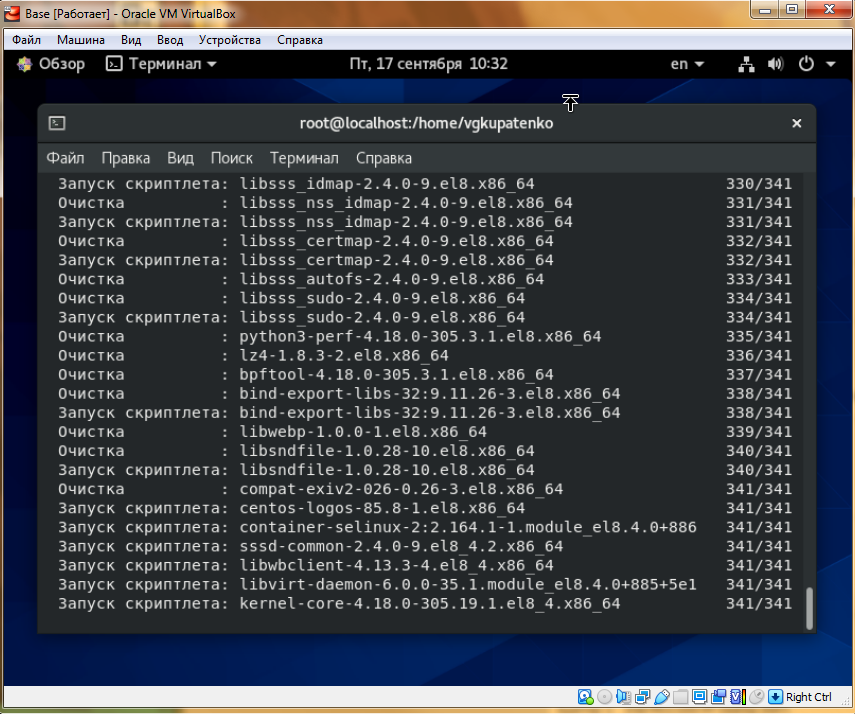 Base [Работает] - Oracle VM VirtualBox
Файл Машина Вид Ввод Устройства Справка
Обзор Терминал Пт, 17 сентября 10:32 en
root@localhost:/home/vgkupatenko
Файл Правка Вид Поиск Терминал Справка
Запуск скриптлета: libsss_idmap-2.4.0-9.el8.x86_64 330/341
Очистка : libsss_nss_idmap-2.4.0-9.el8.x86_64 331/341
Запуск скриптлета: libsss_nss_idmap-2.4.0-9.el8.x86_64 331/341
Очистка : libsss_certmap-2.4.0-9.el8.x86_64 332/341
Запуск скриптлета: libsss_certmap-2.4.0-9.el8.x86_64 332/341
Очистка : libsss_autofs-2.4.0-9.el8.x86_64 333/341
Очистка : libsss_sudo-2.4.0-9.el8.x86_64 334/341
Запуск скриптлета: libsss_sudo-2.4.0-9.el8.x86_64 334/341
Очистка : python3-perf-4.18.0-305.3.1.el8.x86_64 335/341
Очистка : lz4-1.8.3-2.el8.x86_64 336/341
Очистка : bpftool-4.18.0-305.3.1.el8.x86_64 337/341
Очистка : bind-export-libs-32:9.11.26-3.el8.x86_64 338/341
Запуск скриптлета: bind-export-libs-32:9.11.26-3.el8.x86_64 338/341
Очистка : libwebp-1.0.0-1.el8.x86_64 339/341
Очистка : libsndfile-1.0.28-10.el8.x86_64 340/341
Запуск скриптлета: libsndfile-1.0.28-10.el8.x86_64 340/341
Очистка : compat-exiv2-026-0.26-3.el8.x86_64 341/341
Запуск скриптлета: centos-logos-85.8-1.el8.x86_64 341/341
Запуск скриптлета: container-selinux-2:2.164.1-1.module_el8.4.0+886 341/341
Запуск скриптлета: sssd-common-2.4.0-9.el8_4.2.x86_64 341/341
Запуск скриптлета: libwbclient-4.13.3-4.el8_4.x86_64 341/341
Запуск скриптлета: libvirt-daemon-6.0.0-35.1.module_el8.4.0+885+5e1 341/341
Запуск скриптлета: kernel-core-4.18.0-305.19.1.el8_4.x86_64 341/341
Right Ctrl